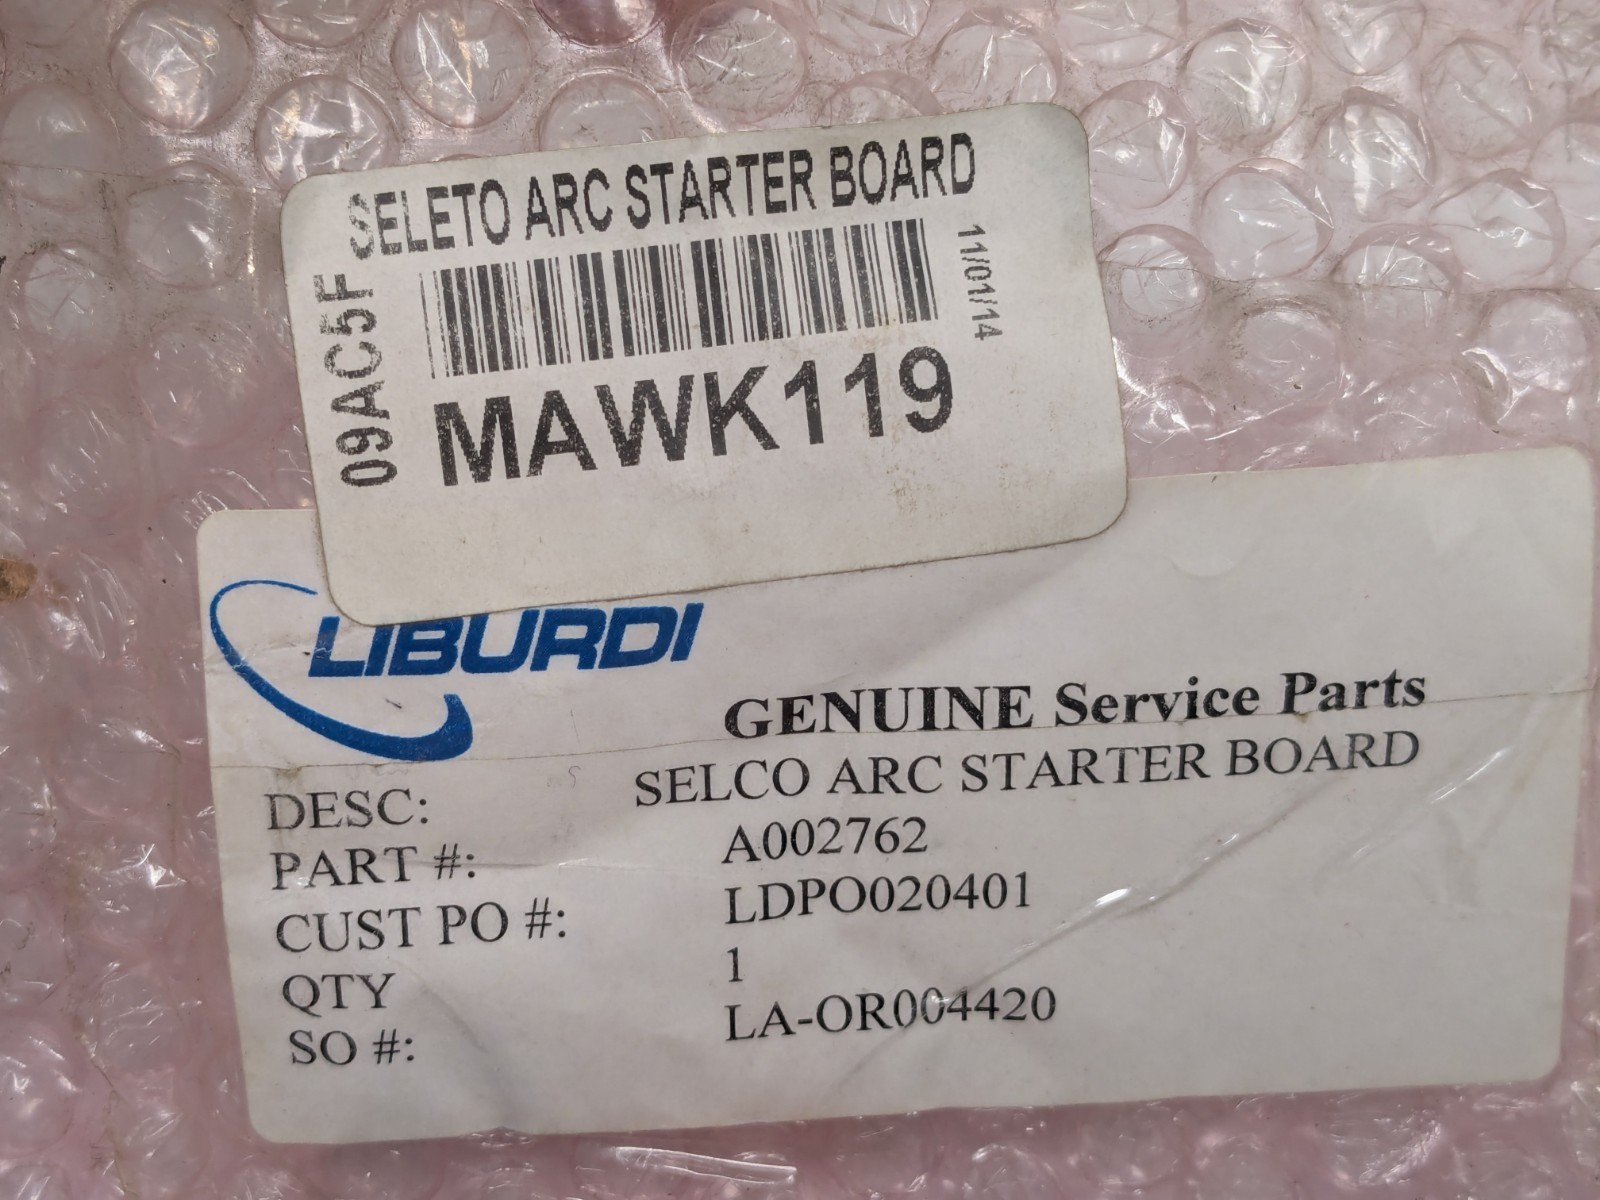 SELETO ARC STARTER BOARD
09AC5F
11/01/14
MAWK119
LIBURDI
GENUINE Service Parts
DESC: SELCO ARC STARTER BOARD
PART #: A002762
CUST PO #: LDPO020401
QTY 1
SO #: LA-OR004420